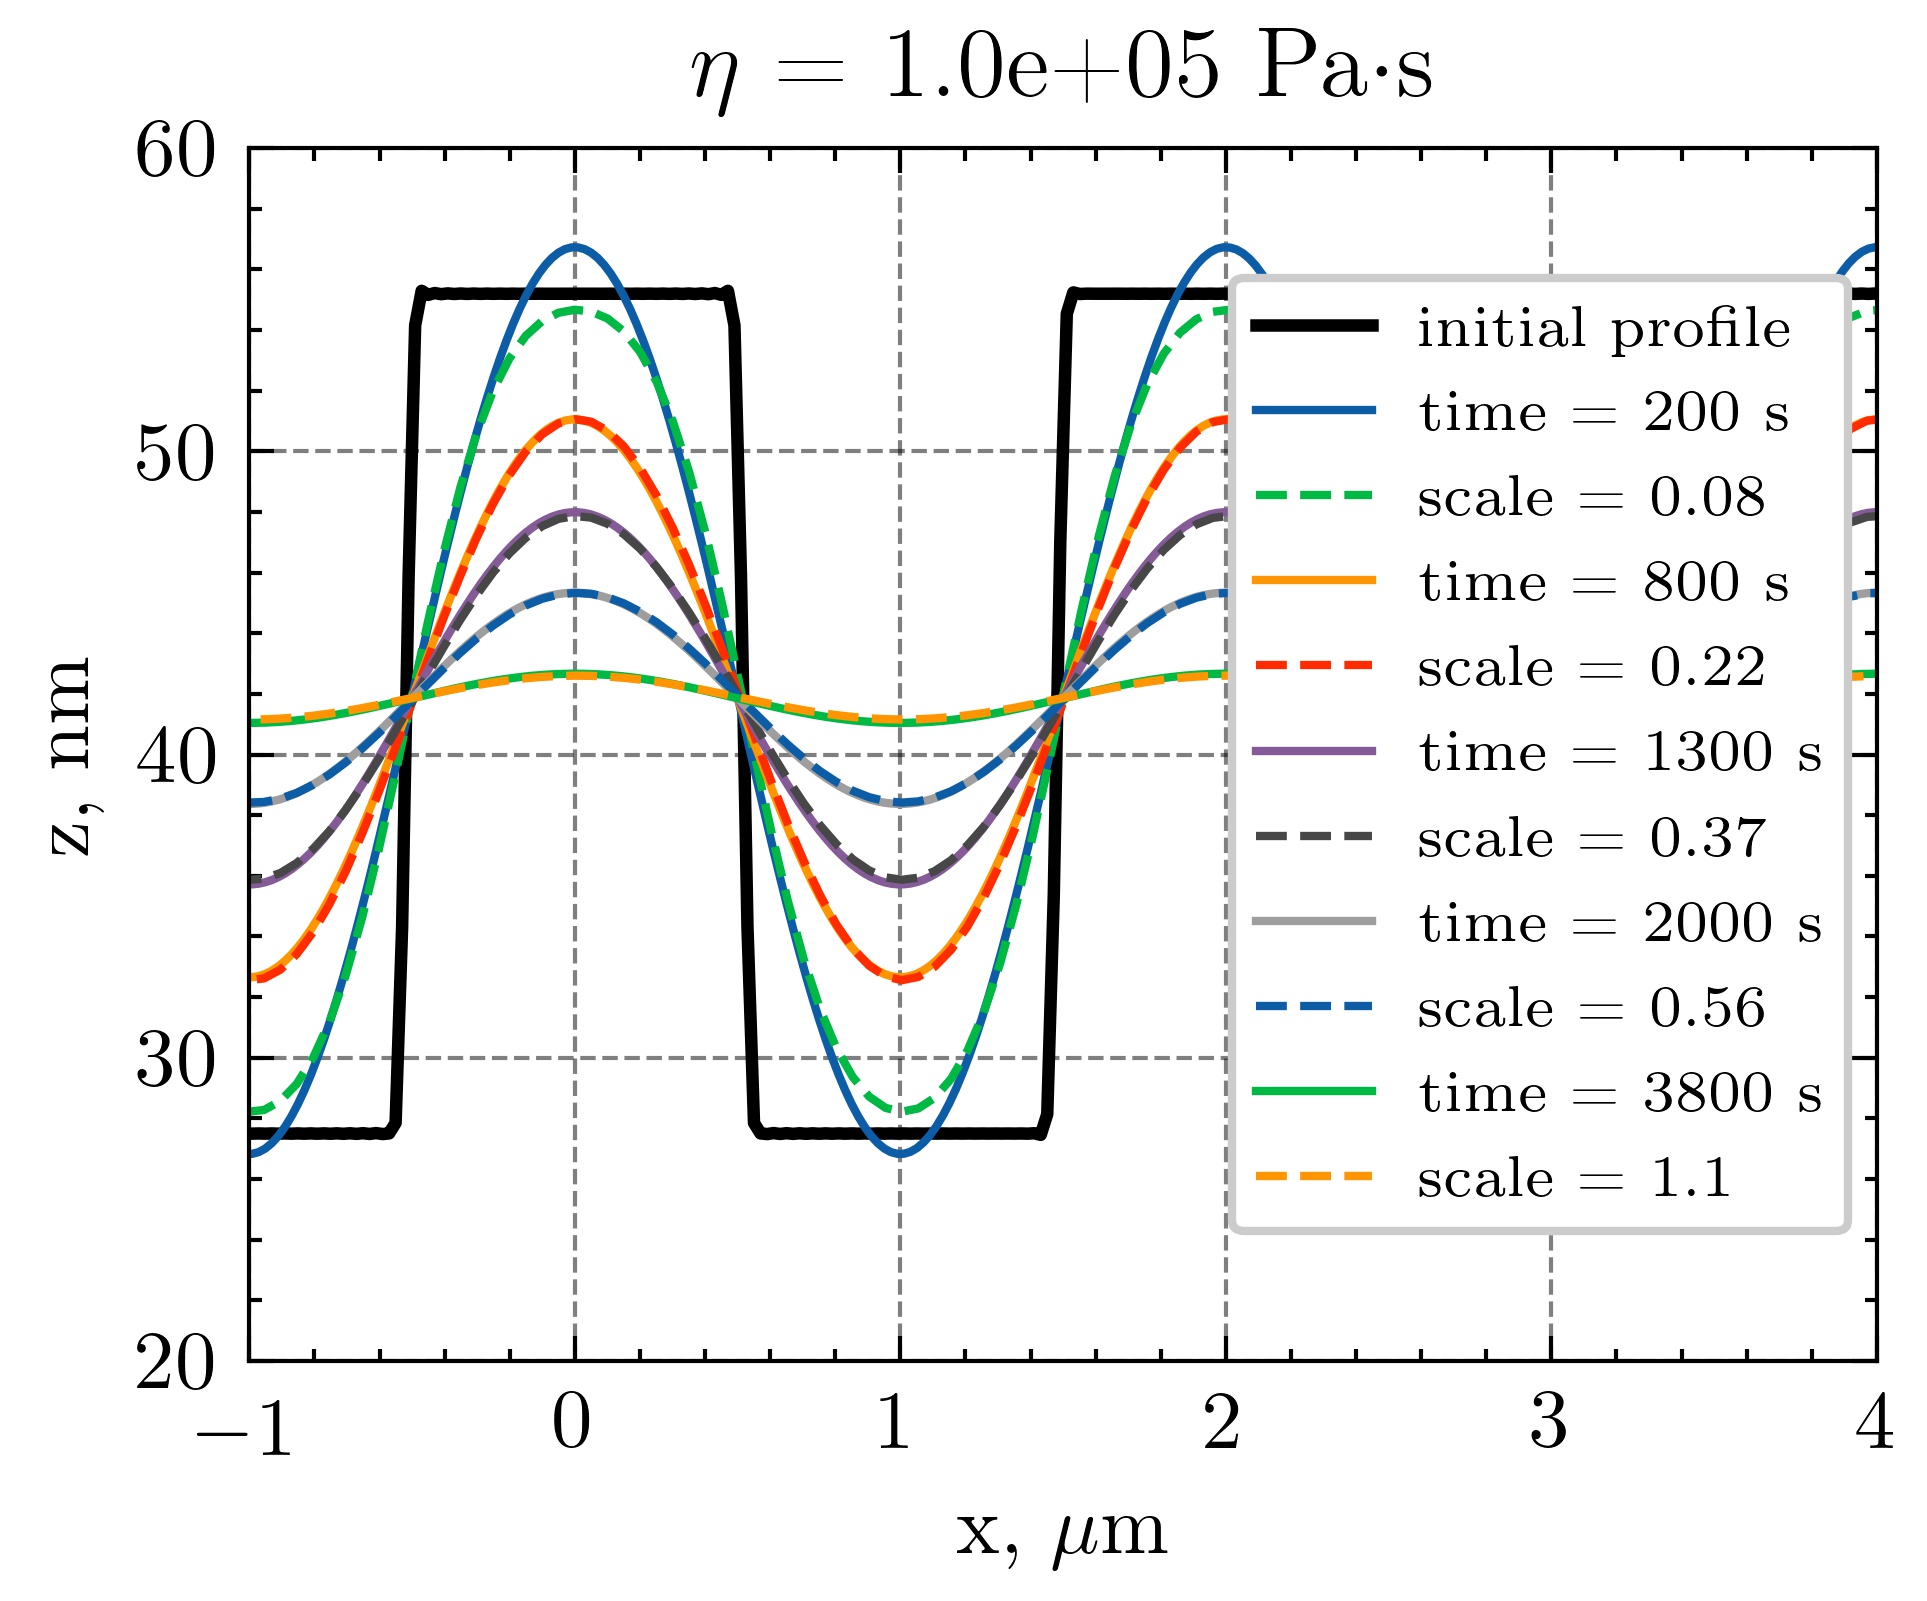 η = 1.0e+05 Pa·s
60
50
40
30
20
z, nm
−1
0
1
2
3
4
x, μm
initial profile
time = 200 s
scale = 0.08
time = 800 s
scale = 0.22
time = 1300 s
scale = 0.37
time = 2000 s
scale = 0.56
time = 3800 s
scale = 1.1